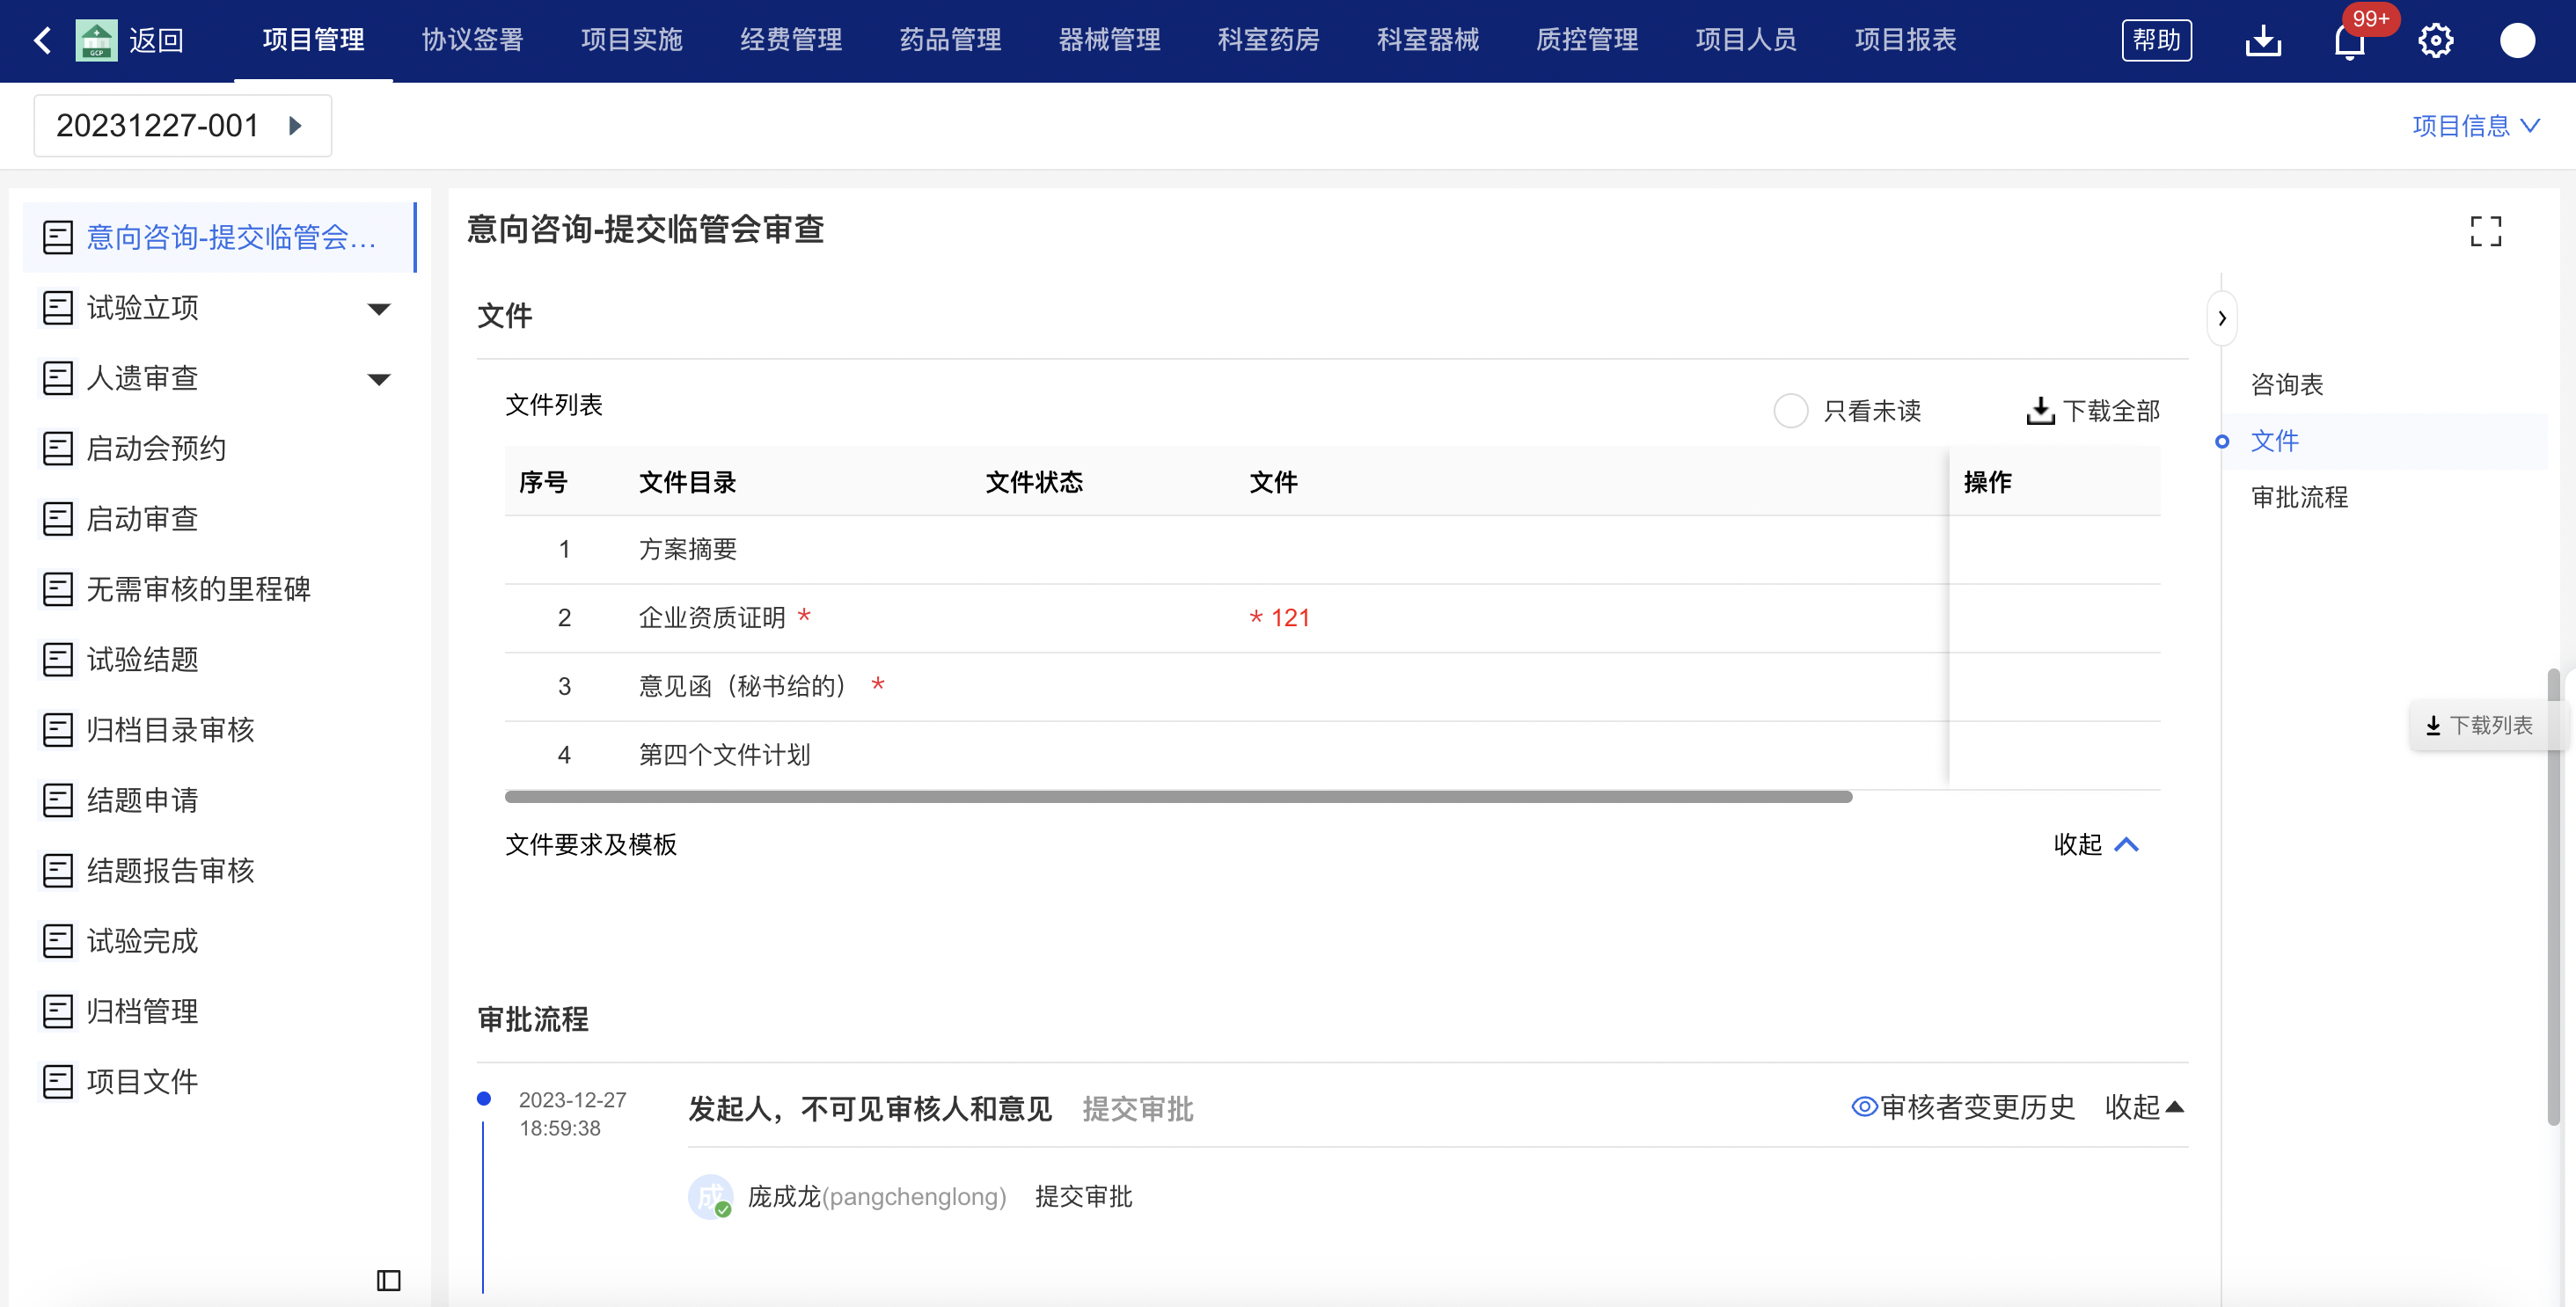 GCP 返回 项目管理 协议签署 项目实施 经费管理 药品管理 器械管理 科室药房 科室器械 质控管理 项目人员 项目报表 帮助 99+
20231227-001 项目信息
意向咨询-提交临管会...
试验立项
人遗审查
启动会预约
启动审查
无需审核的里程碑
试验结题
归档目录审核
结题申请
结题报告审核
试验完成
归档管理
项目文件
意向咨询-提交临管会审查
文件
文件列表 只看未读 下载全部
序号 文件目录 文件状态 文件 操作
1 方案摘要
2 企业资质证明 * * 121
3 意见函（秘书给的） *
4 第四个文件计划
文件要求及模板 收起
审批流程
2023-12-27
18:59:38
发起人，不可见审核人和意见 提交审批 审核者变更历史 收起
成 庞成龙(pangchenglong) 提交审批
咨询表
文件
审批流程
下载列表